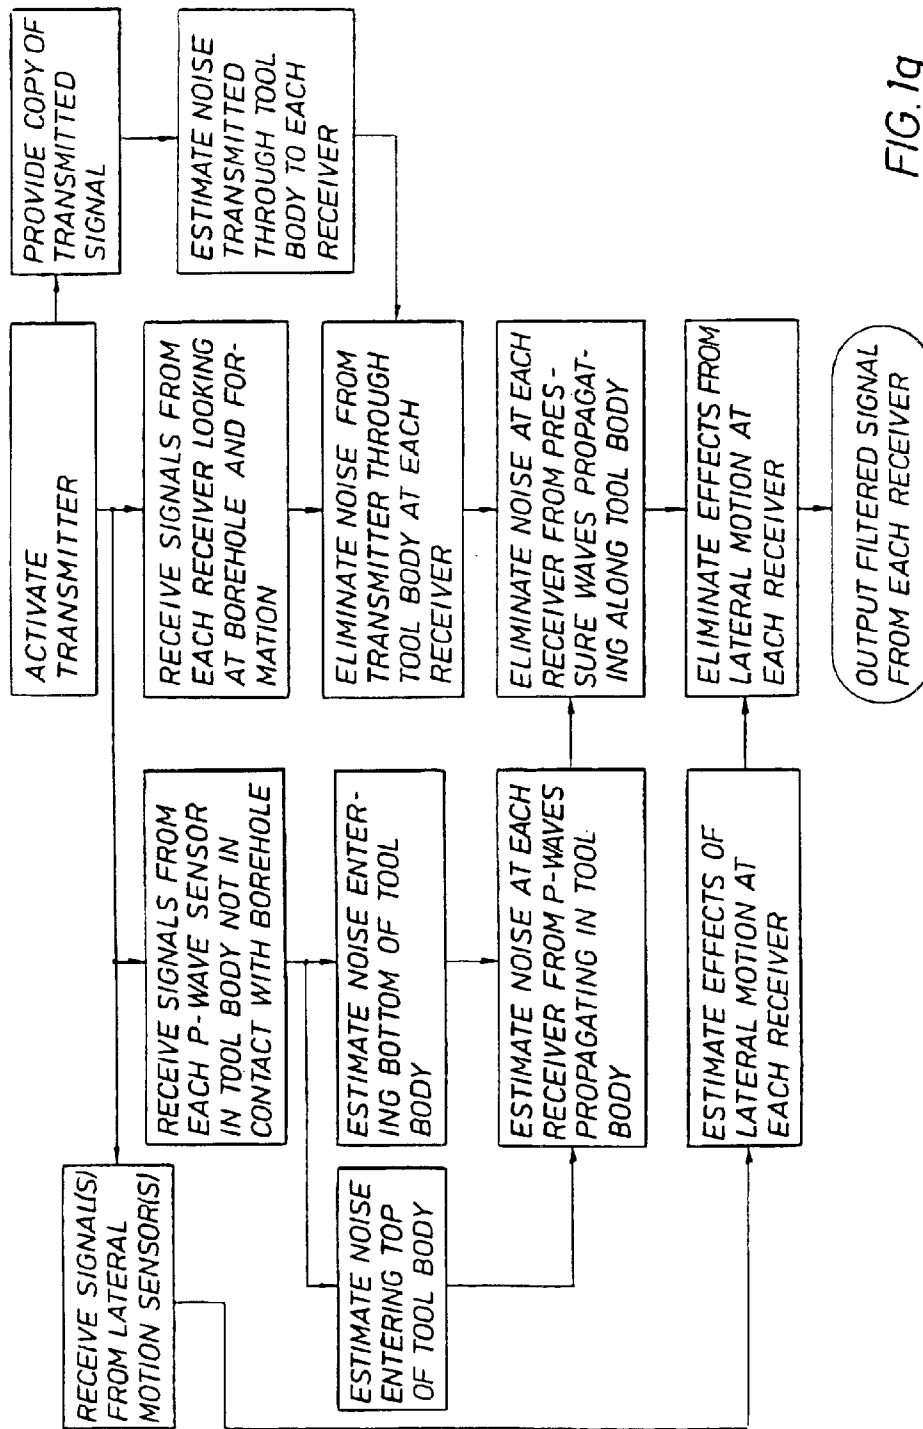 ACTIVATE
TRANSMITTER
PROVIDE COPY OF
TRANSMITTED
SIGNAL
RECEIVE SIGNAL(S)
FROM LATERAL
MOTION SENSOR(S)
RECEIVE SIGNALS FROM
EACH P-WAVE SENSOR
IN TOOL BODY NOT IN
CONTACT WITH BOREHOLE
RECEIVE SIGNALS FROM
EACH RECEIVER LOOKING
AT BOREHOLE AND FOR-
MATION
ESTIMATE NOISE
TRANSMITTED
THROUGH TOOL
BODY TO EACH
RECEIVER
ESTIMATE NOISE
ENTERING TOP
OF TOOL BODY
ESTIMATE NOISE ENTER-
ING BOTTOM OF TOOL
BODY
ELIMINATE NOISE FROM
TRANSMITTER THROUGH
TOOL BODY AT EACH
RECEIVER
ESTIMATE NOISE AT EACH
RECEIVER FROM P-WAVES
PROPAGATING IN TOOL
BODY
ELIMINATE NOISE AT EACH
RECEIVER FROM PRES-
SURE WAVES PROPAGAT-
ING ALONG TOOL BODY
ESTIMATE EFFECTS OF
LATERAL MOTION AT
EACH RECEIVER
ELIMINATE EFFECTS FROM
LATERAL MOTION AT
EACH RECEIVER
OUTPUT FILTERED SIGNAL
FROM EACH RECEIVER
FIG. 1q